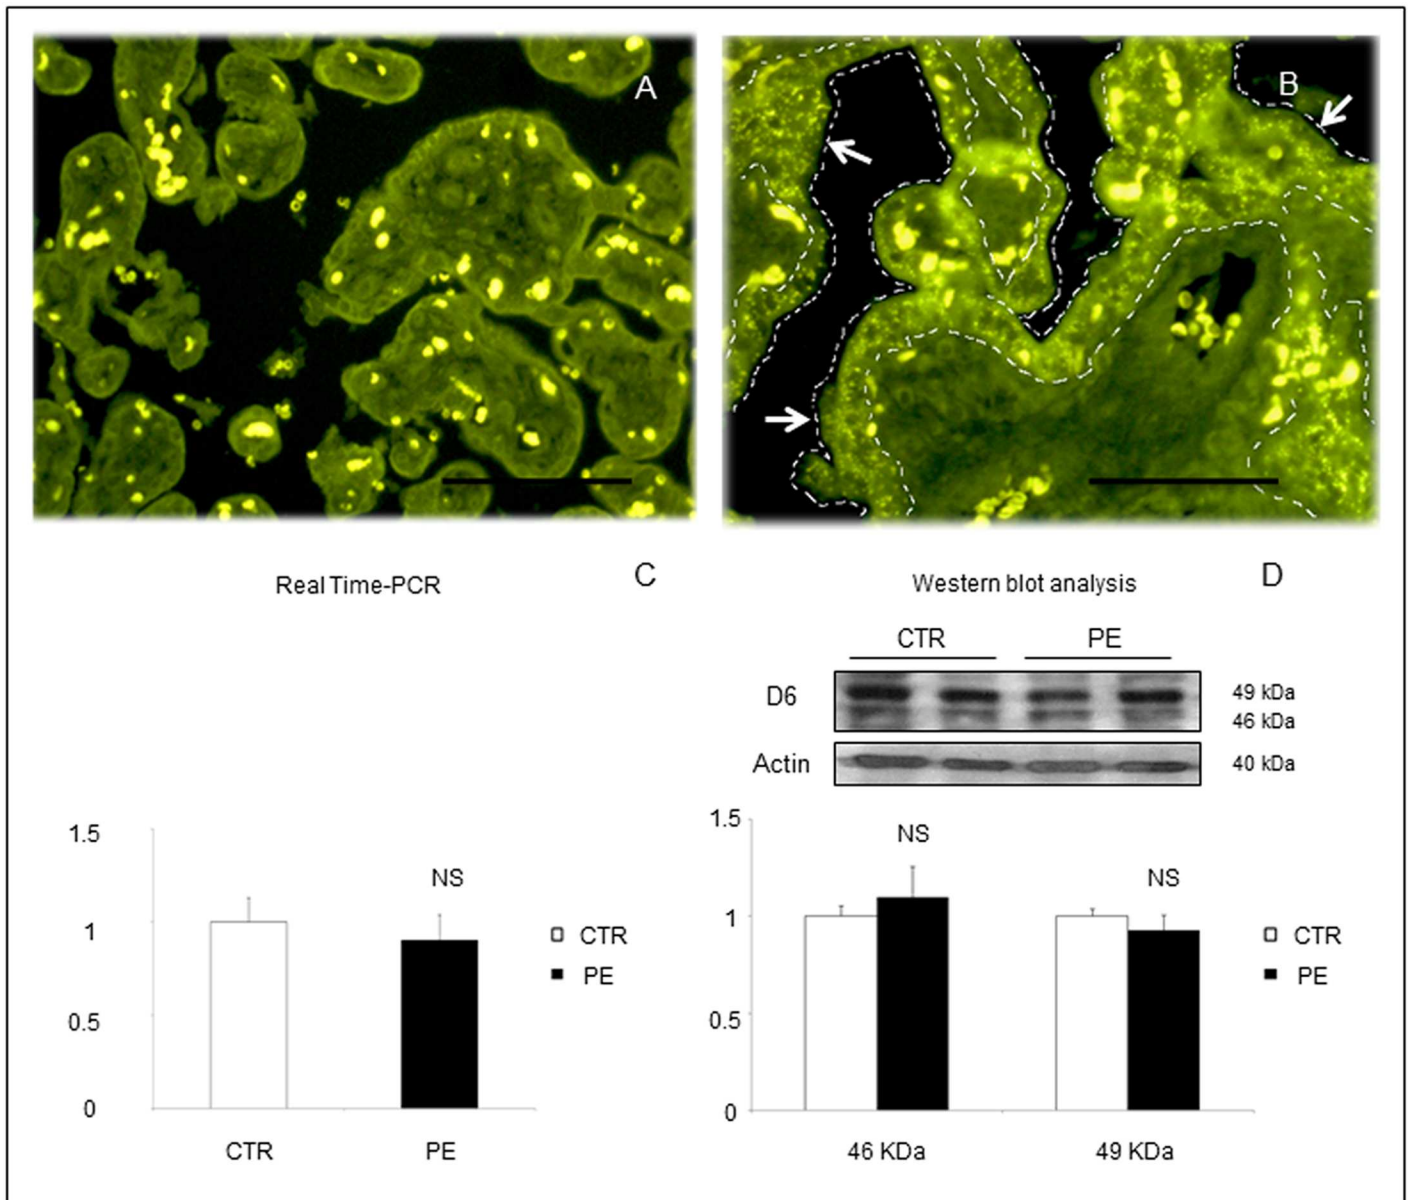 A
B
Real Time-PCR
C
1.5
1
0.5
0
NS
CTR
PE
CTR
PE
Western blot analysis
D
CTR PE
D6
49 kDa
46 kDa
Actin
40 kDa
1.5
1
0.5
0
NS
NS
CTR
PE
46 KDa
49 KDa